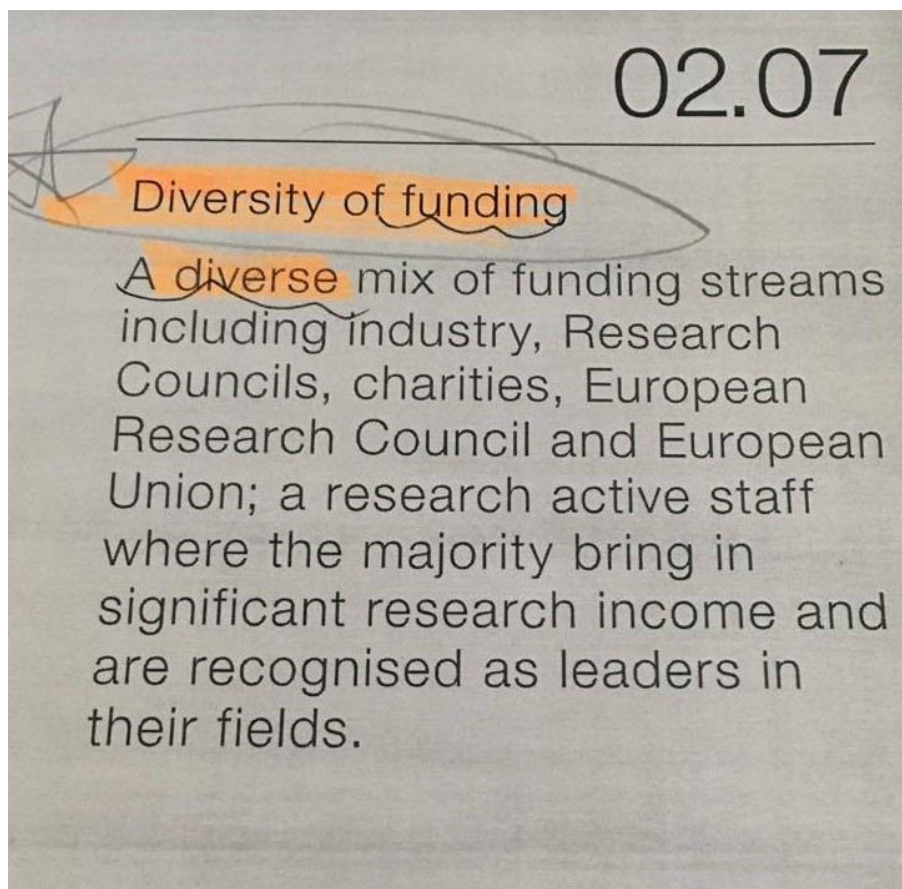 02.07
Diversity of funding
A diverse mix of funding streams
including industry, Research
Councils, charities, European
Research Council and European
Union; a research active staff
where the majority bring in
significant research income and
are recognised as leaders in
their fields.